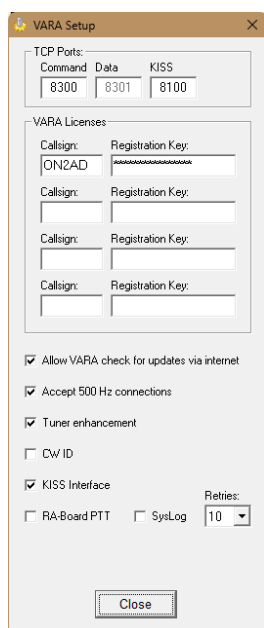 VARA Setup
TCP Ports:
Command Data KISS
8300 8301 8100
VARA Licenses
Callsign: Registration Key:
ON2AD ****************
Callsign: Registration Key:
Callsign: Registration Key:
Callsign: Registration Key:
Allow VARA check for updates via internet
Accept 500 Hz connections
Tuner enhancement
CW ID
KISS Interface
Retries:
RA-Board PTT SysLog 10
Close